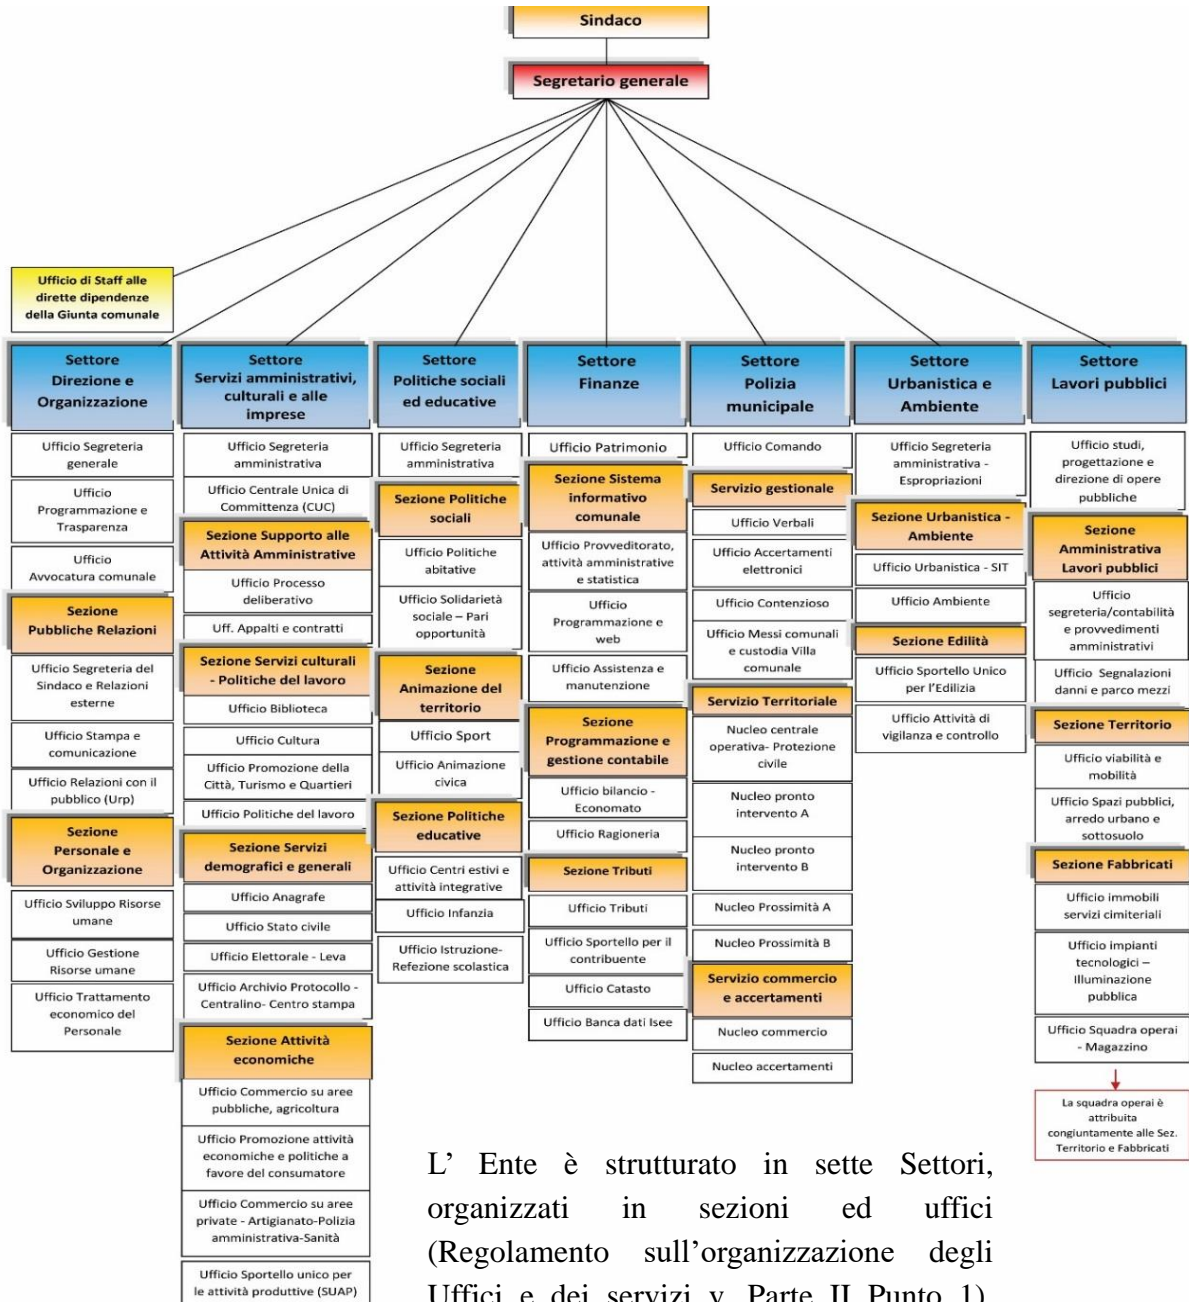 Sindaco
Segretario generale
Ufficio di Staff alle
dirette dipendenze
della Giunta comunale
Settore
Direzione e
Organizzazione
Ufficio Segreteria
generale
Ufficio
Programmazione e
Trasparenza
Ufficio
Avvocatura comunale
Sezione
Pubbliche Relazioni
Ufficio Segreteria del
Sindaco e Relazioni
esterne
Ufficio Stampa e
comunicazione
Ufficio Relazioni con il
pubblico (Urp)
Sezione
Personale e
Organizzazione
Ufficio Sviluppo Risorse
umane
Ufficio Gestione
Risorse umane
Ufficio Trattamento
economico del
Personale
Settore
Servizi amministrativi,
culturali e alle
imprese
Ufficio Segreteria
amministrativa
Ufficio Centrale Unica di
Committenza (CUC)
Sezione Supporto alle
Attività Amministrative
Ufficio Processo
deliberativo
Uff. Appalti e contratti
Sezione Servizi culturali
- Politiche del lavoro
Ufficio Biblioteca
Ufficio Cultura
Ufficio Promozione della
Città, Turismo e Quartieri
Ufficio Politiche del lavoro
Sezione Servizi
demografici e generali
Ufficio Anagrafe
Ufficio Stato civile
Ufficio Elettorale - Leva
Ufficio Archivio Protocollo -
Centralino- Centro stampa
Sezione Attività
economiche
Ufficio Commercio su aree
pubbliche, agricoltura
Ufficio Promozione attività
economiche e politiche a
favore del consumatore
Ufficio Commercio su aree
private - Artigianato-Polizia
amministrativa-Sanità
Ufficio Sportello unico per
le attività produttive (SUAP)
Settore
Politiche sociali
ed educative
Ufficio Segreteria
amministrativa
Sezione Politiche
sociali
Ufficio Politiche
abitative
Ufficio Solidarietà
sociale – Pari
opportunità
Sezione
Animazione del
territorio
Ufficio Sport
Ufficio Animazione
civica
Sezione Politiche
educative
Ufficio Centri estivi e
attività integrative
Ufficio Infanzia
Ufficio Istruzione-
Refezione scolastica
Settore
Finanze
Ufficio Patrimonio
Sezione Sistema
informativo
comunale
Ufficio Provveditorato,
attività amministrative
e statistica
Ufficio
Programmazione e
web
Ufficio Assistenza e
manutenzione
Sezione
Programmazione e
gestione contabile
Ufficio bilancio -
Economato
Ufficio Ragioneria
Sezione Tributi
Ufficio Tributi
Ufficio Sportello per il
contribuente
Ufficio Catasto
Ufficio Banca dati Isee
Settore
Polizia
municipale
Ufficio Comando
Servizio gestionale
Ufficio Verbali
Ufficio Accertamenti
elettronici
Ufficio Contenzioso
Ufficio Messi comunali
e custodia Villa
comunale
Servizio Territoriale
Nucleo centrale
operativa- Protezione
civile
Nucleo pronto
intervento A
Nucleo pronto
intervento B
Nucleo Prossimità A
Nucleo Prossimità B
Servizio commercio
e accertamenti
Nucleo commercio
Nucleo accertamenti
Settore
Urbanistica e
Ambiente
Ufficio Segreteria
amministrativa -
Espropriazioni
Sezione Urbanistica -
Ambiente
Ufficio Urbanistica - SIT
Ufficio Ambiente
Sezione Edilità
Ufficio Sportello Unico
per l'Edilizia
Ufficio Attività di
vigilanza e controllo
Settore
Lavori pubblici
Ufficio studi,
progettazione e
direzione di opere
pubbliche
Sezione
Amministrativa
Lavori pubblici
Ufficio
segreteria/contabilità
e provvedimenti
amministrativi
Ufficio Segnalazioni
danni e parco mezzi
Sezione Territorio
Ufficio viabilità e
mobilità
Ufficio Spazi pubblici,
arredo urbano e
sottosuolo
Sezione Fabbricati
Ufficio immobili
servizi cimiteriali
Ufficio impianti
tecnologici –
Illuminazione
pubblica
Ufficio Squadra operai
- Magazzino
La squadra operai è
attribuita
congiuntamente alle Sez.
Territorio e Fabbricati
L' Ente è strutturato in sette Settori,
organizzati in sezioni ed uffici
(Regolamento sull'organizzazione degli
Uffici e dei servizi v. Parte II Punto 1).